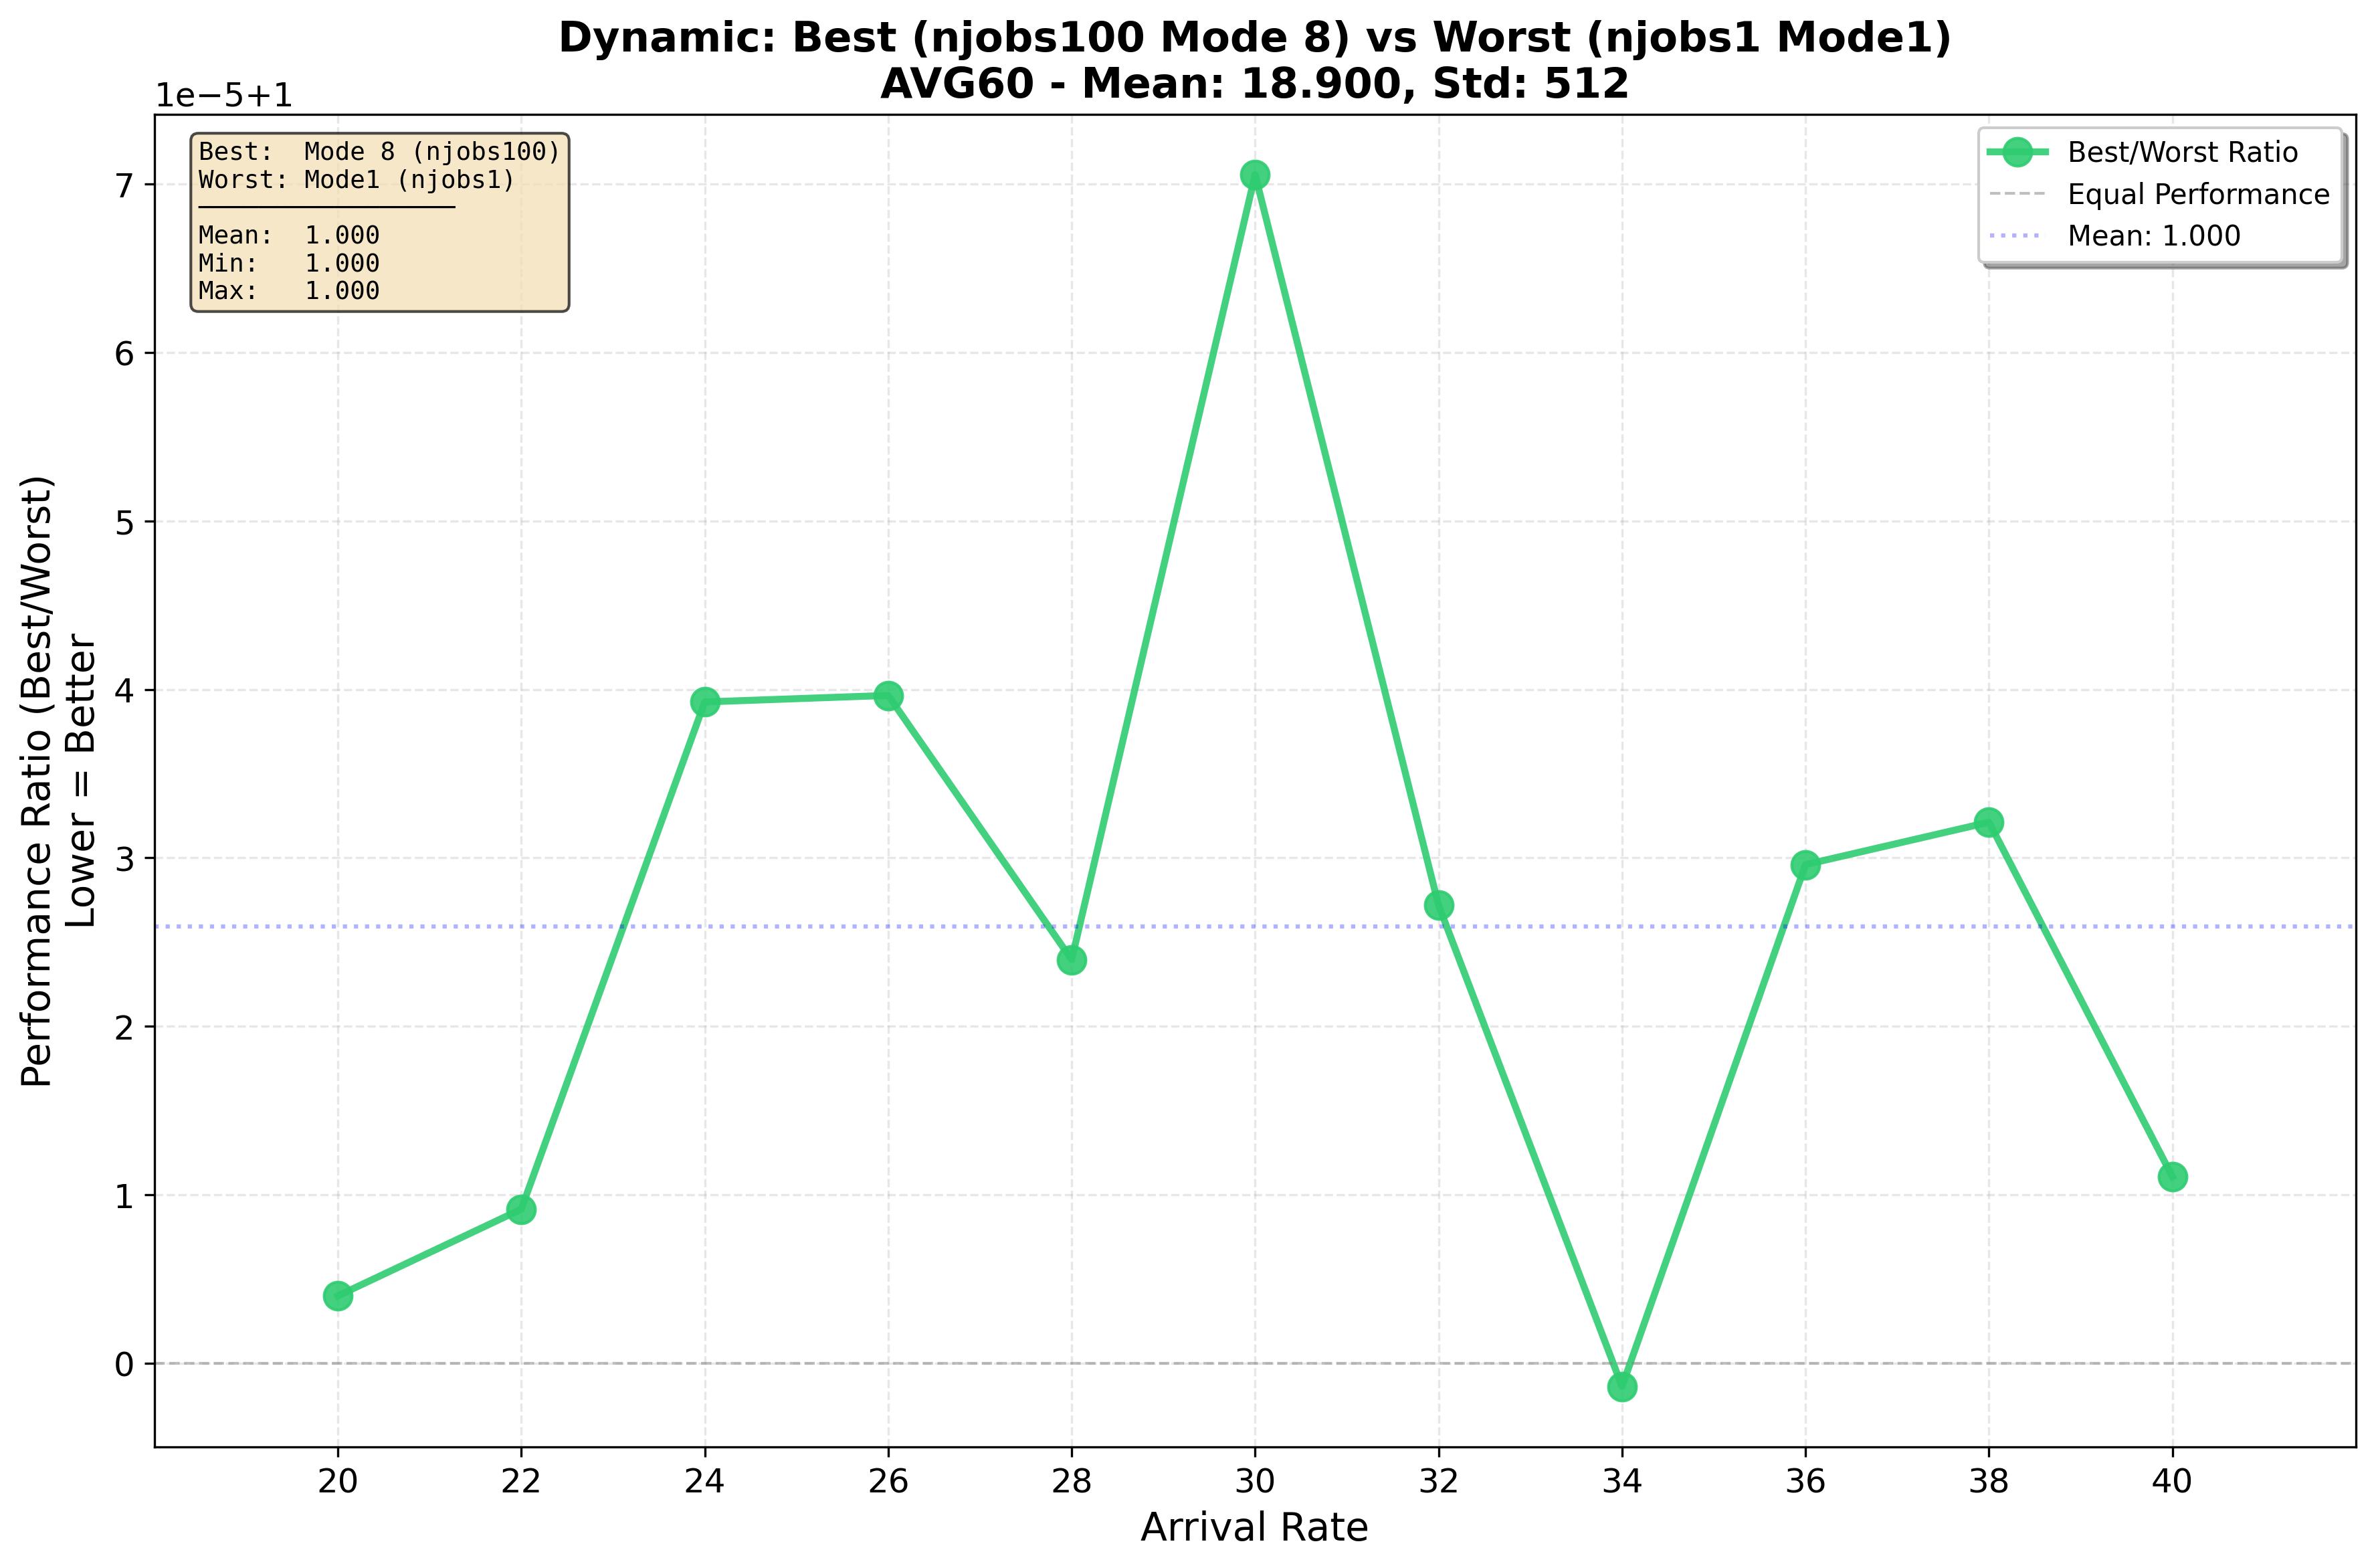 Dynamic: Best (njobs100 Mode 8) vs Worst (njobs1 Mode1)
AVG60 - Mean: 18.900, Std: 512
1e−5+1
Best:  Mode 8 (njobs100)
Worst: Mode1 (njobs1)
Mean:  1.000
Min:   1.000
Max:   1.000
Best/Worst Ratio
Equal Performance
Mean: 1.000
7
6
5
4
3
2
1
0
Performance Ratio (Best/Worst)
Lower = Better
20 22 24 26 28 30 32 34 36 38 40
Arrival Rate